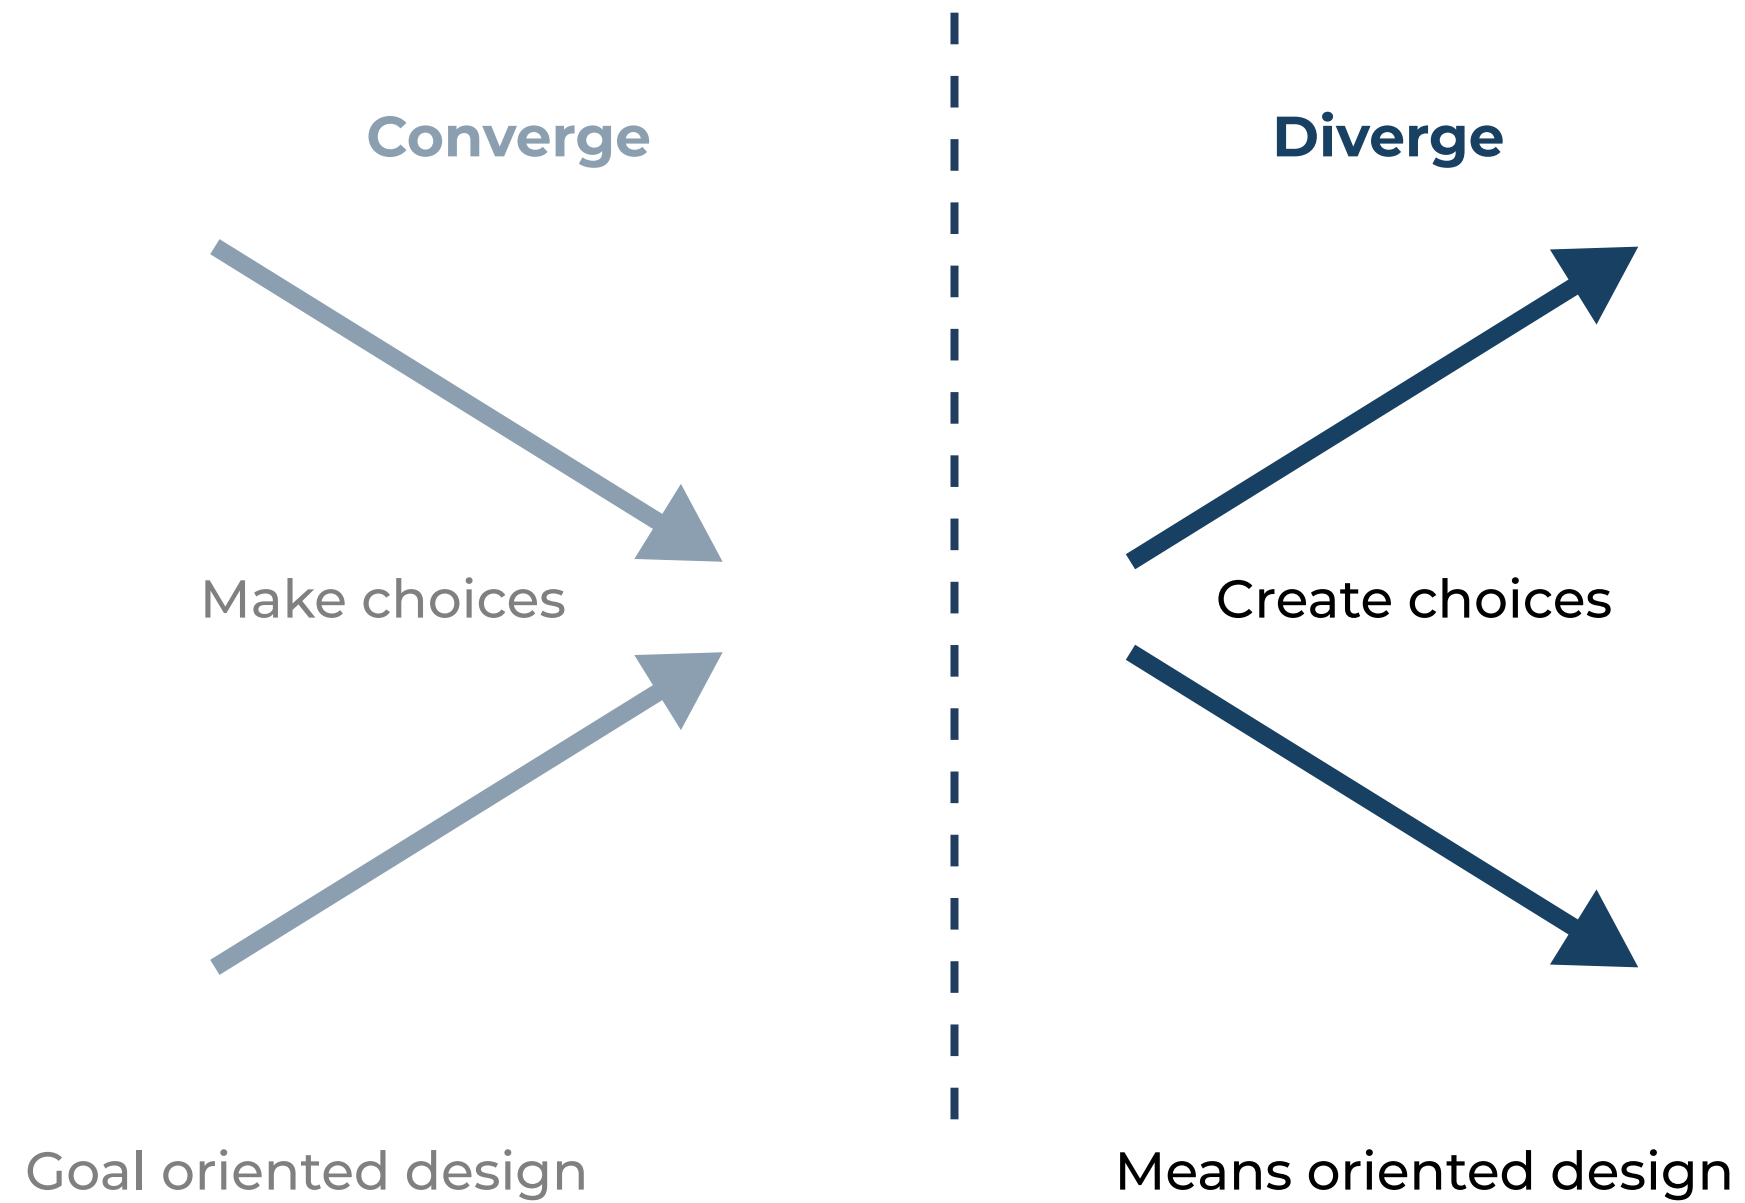 Converge
Diverge
Make choices
Create choices
Goal oriented design
Means oriented design